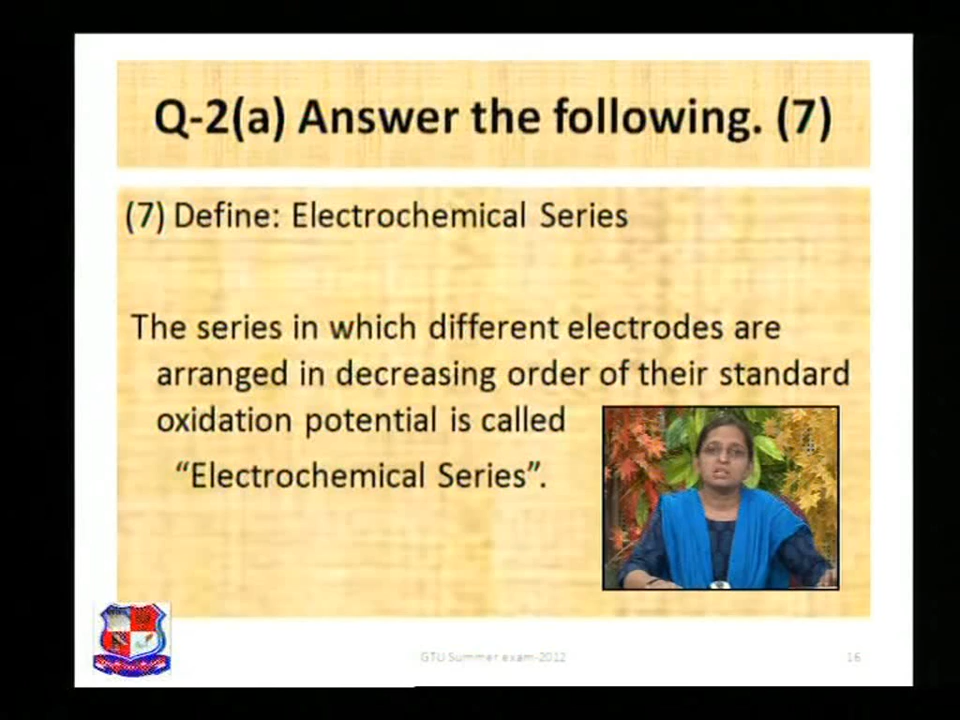 Q-2(a) Answer the following. (7)
(7) Define: Electrochemical Series
The series in which different electrodes are
arranged in decreasing order of their standard
oxidation potential is called
“Electrochemical Series”.
GTU Summer exam-2012
16